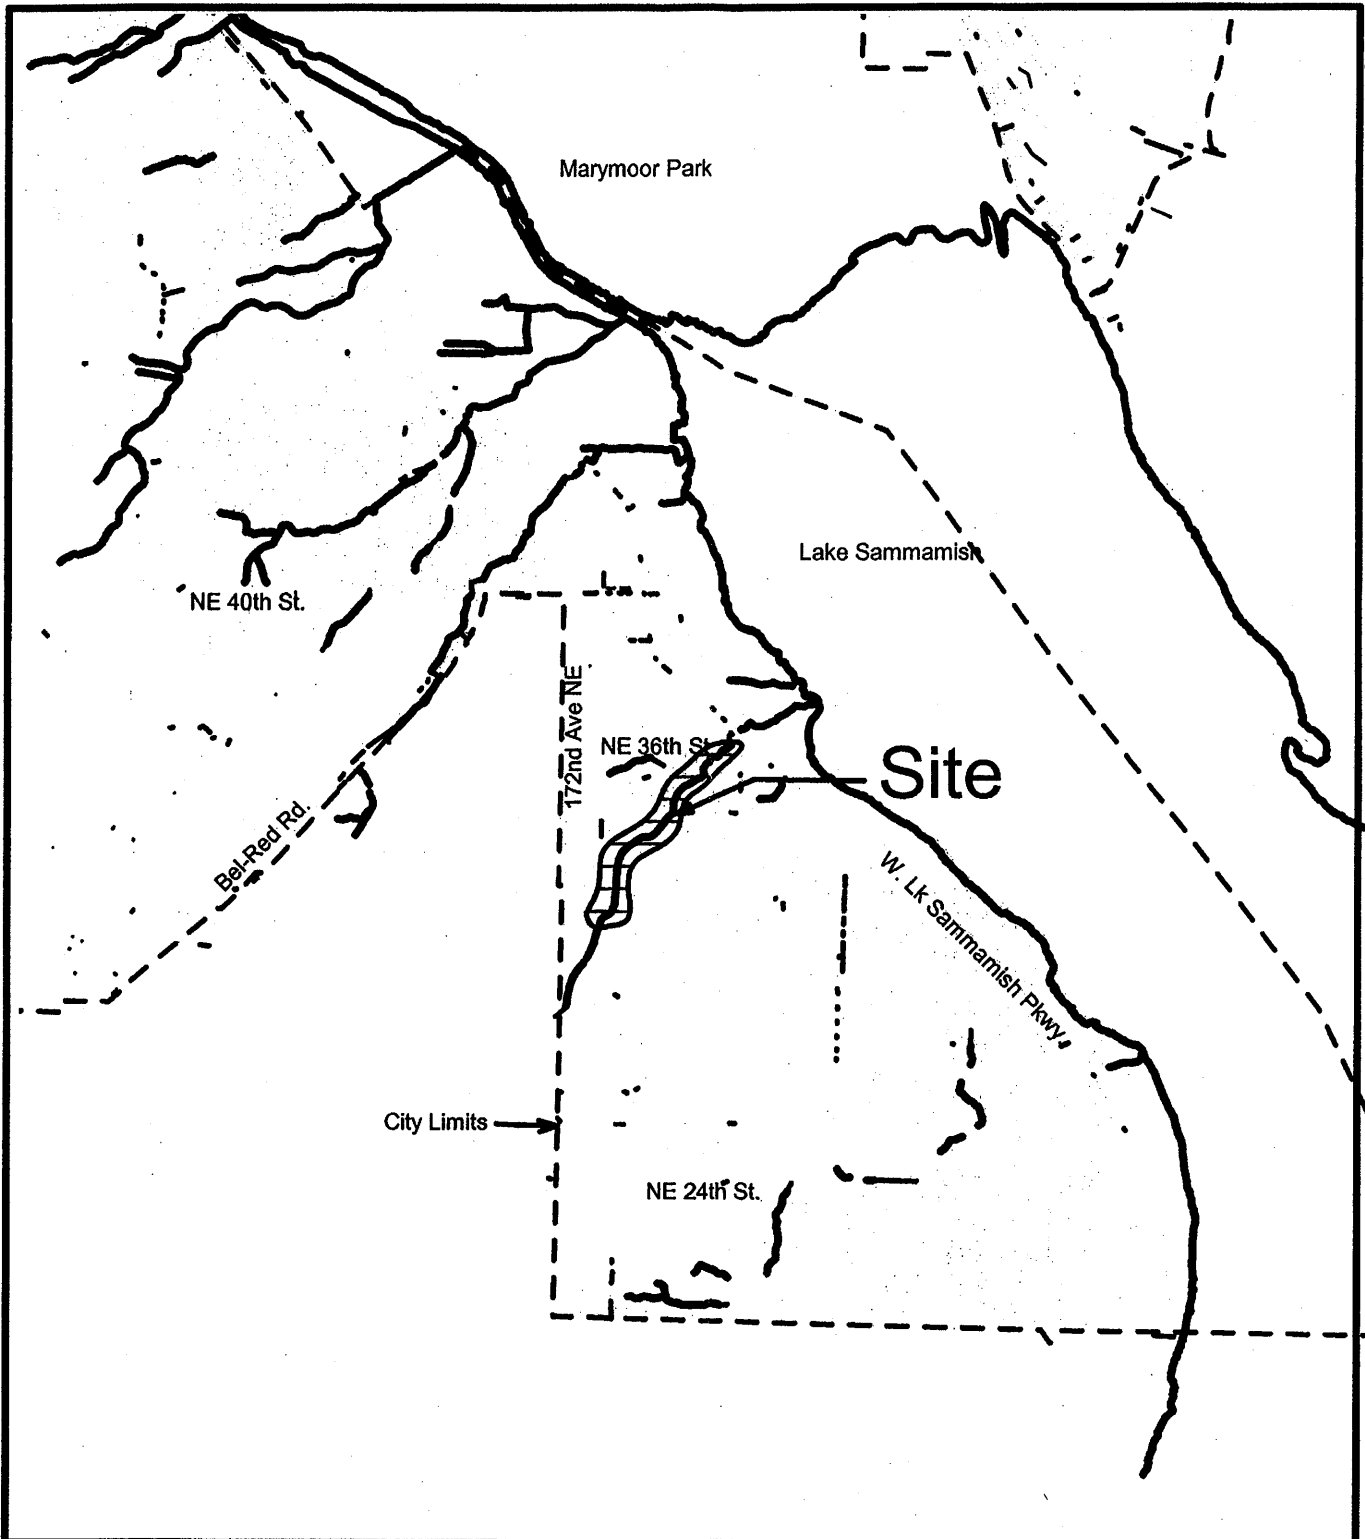 Marymoor Park
Lake Sammamish
NE 40th St.
172nd Ave NE
NE 36th St.
Site
Bel-Red Rd.
W. Lk Sammamish Pkwy.
City Limits
NE 24th St.